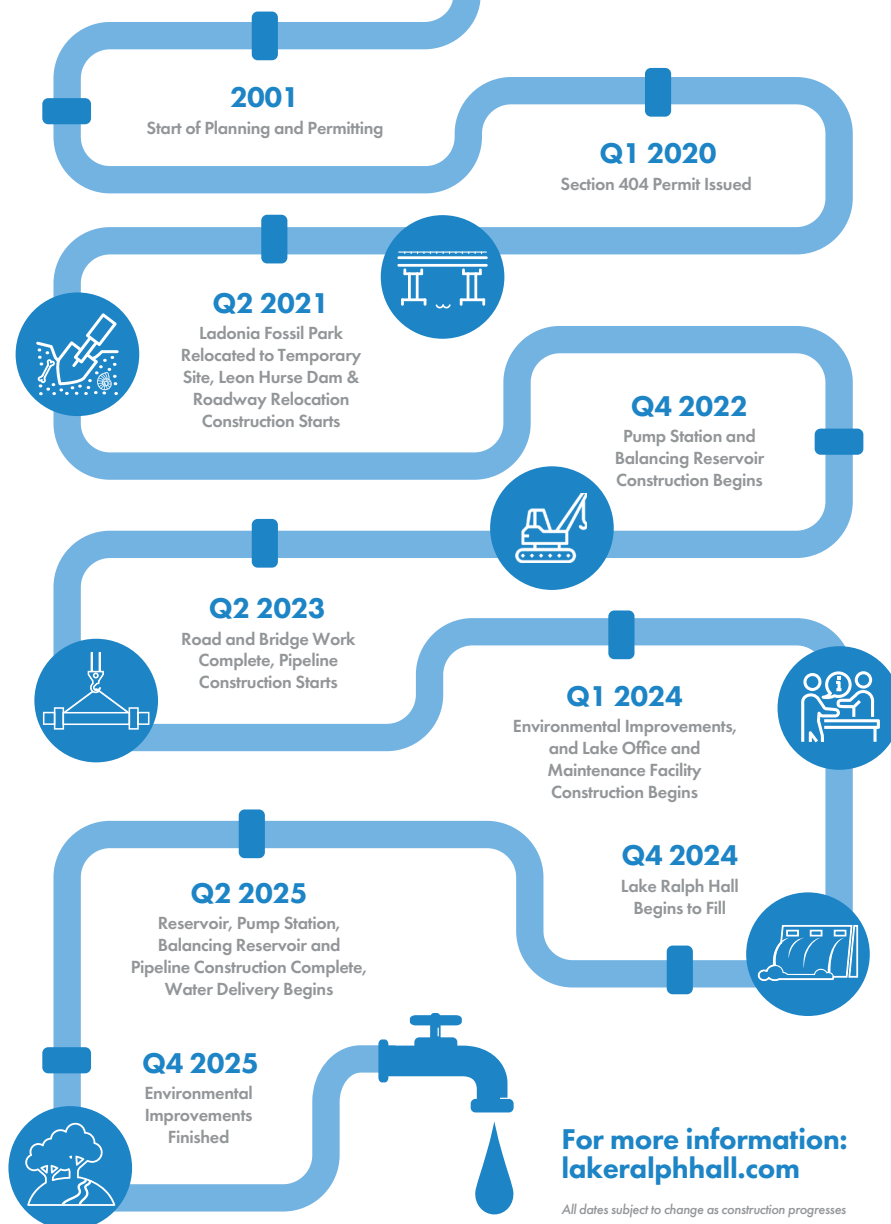 2001
Start of Planning and Permitting
Q1 2020
Section 404 Permit Issued
Q2 2021
Ladonia Fossil Park
Relocated to Temporary
Site, Leon Hurse Dam &
Roadway Relocation
Construction Starts
Q4 2022
Pump Station and
Balancing Reservoir
Construction Begins
Q2 2023
Road and Bridge Work
Complete, Pipeline
Construction Starts
Q1 2024
Environmental Improvements,
and Lake Office and
Maintenance Facility
Construction Begins
Q4 2024
Lake Ralph Hall
Begins to Fill
Q2 2025
Reservoir, Pump Station,
Balancing Reservoir and
Pipeline Construction Complete,
Water Delivery Begins
Q4 2025
Environmental
Improvements
Finished
For more information:
lakeralphhall.com
All dates subject to change as construction progresses